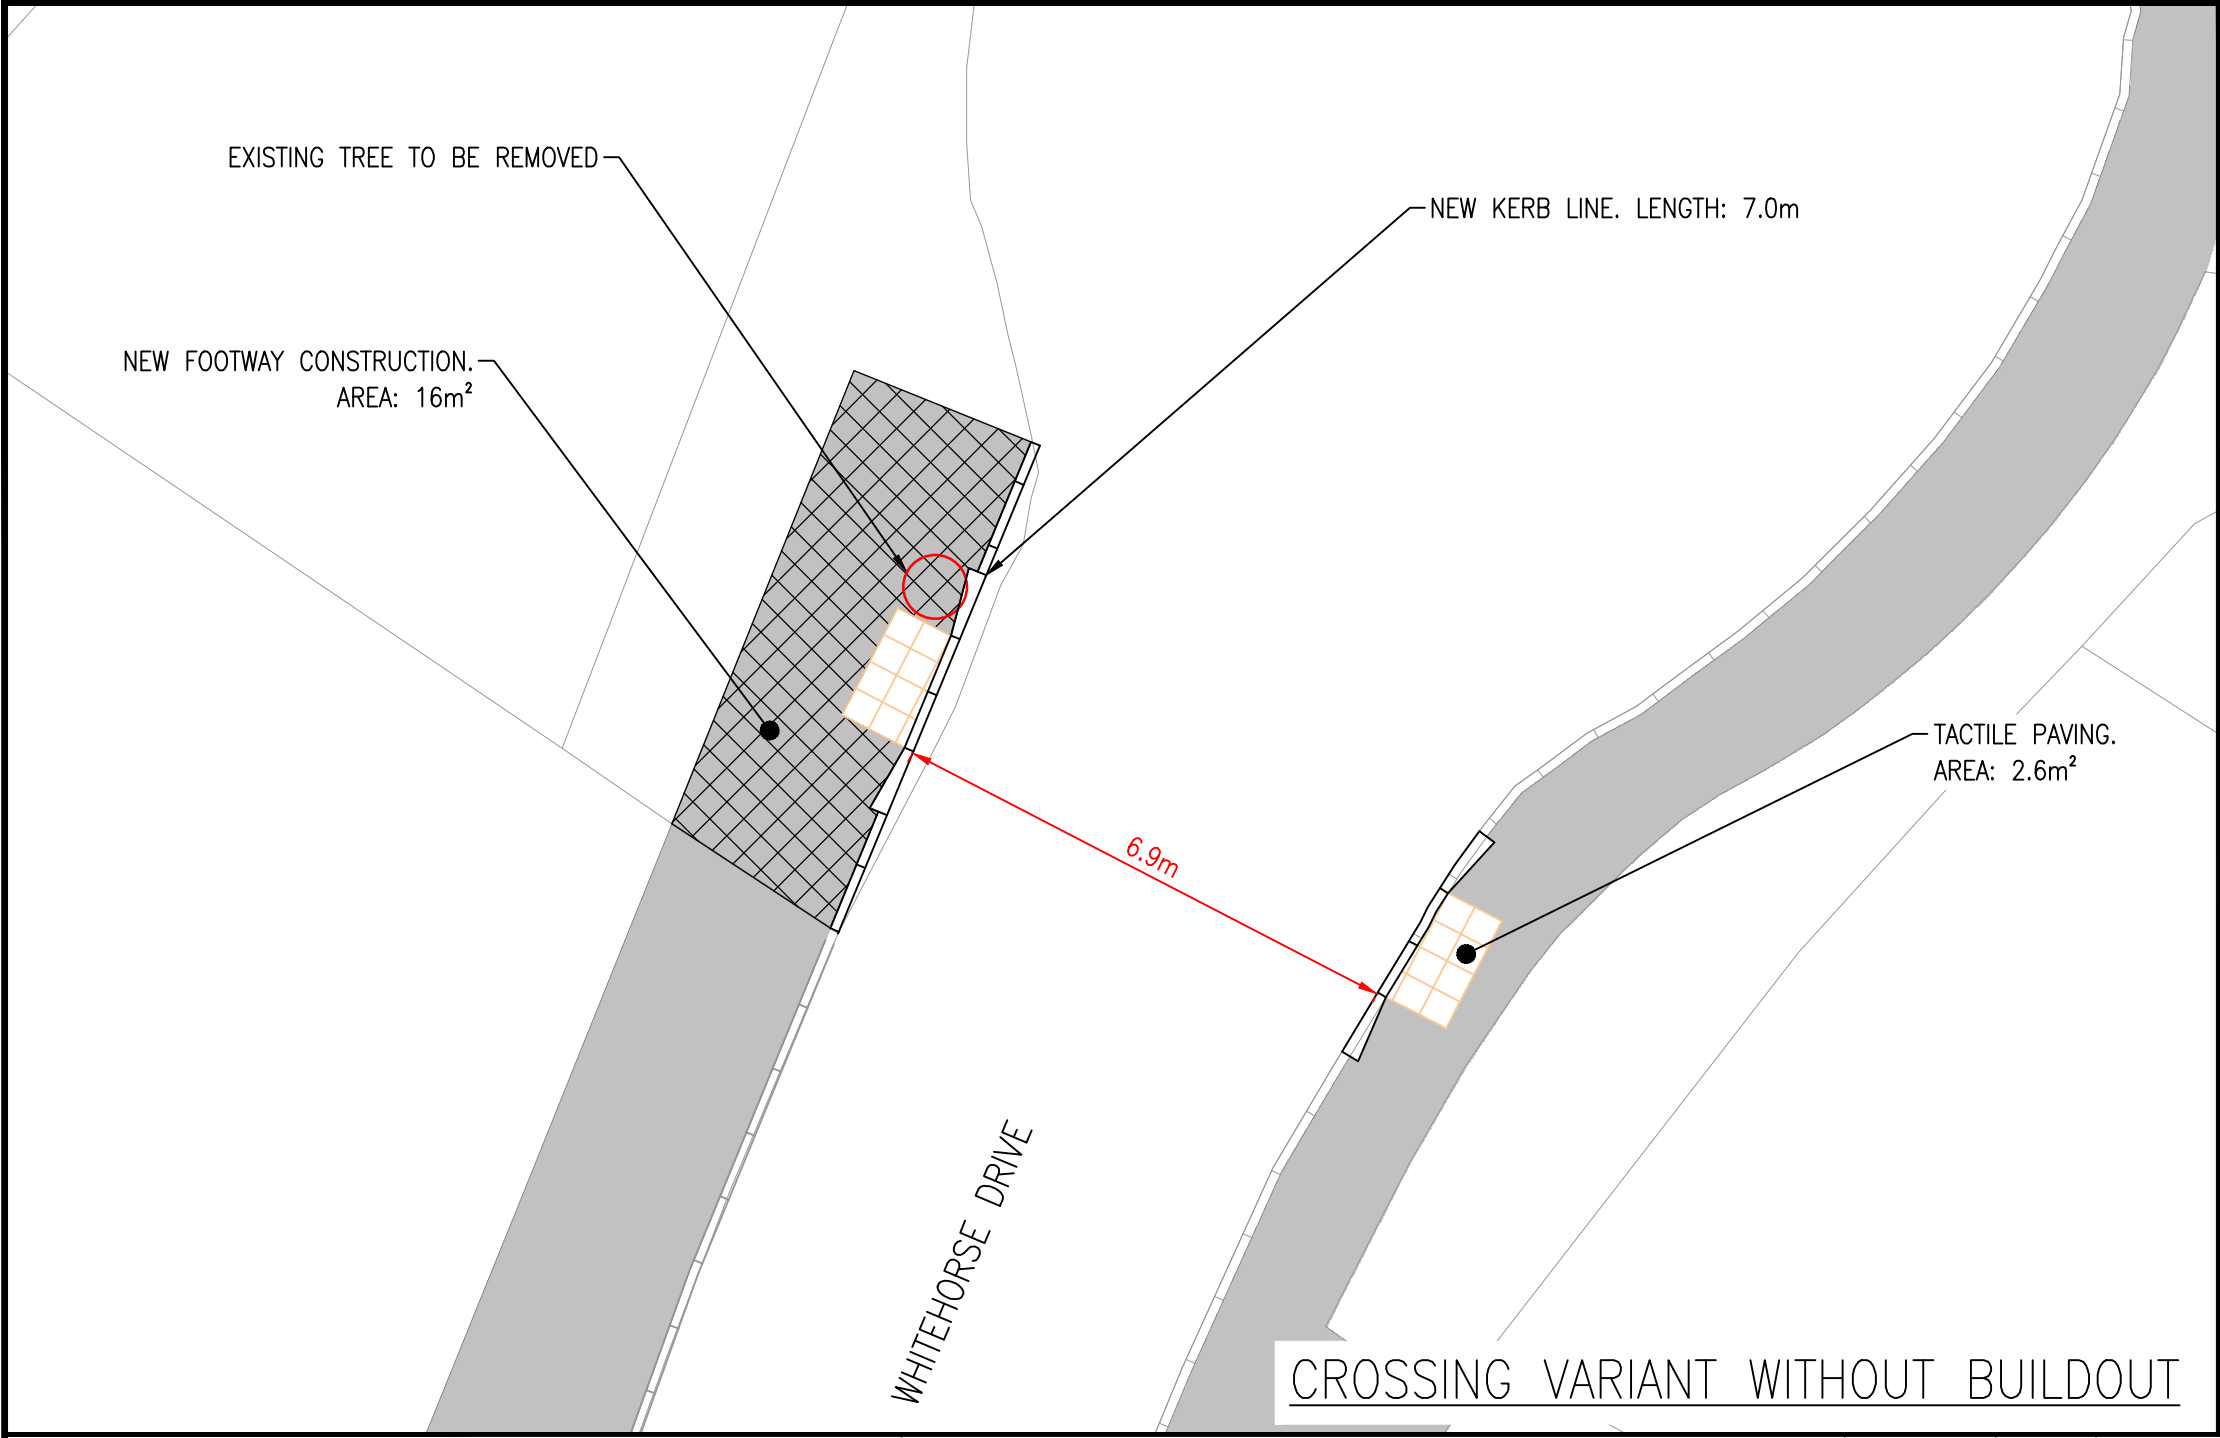 EXISTING TREE TO BE REMOVED
NEW KERB LINE. LENGTH: 7.0m
NEW FOOTWAY CONSTRUCTION.
AREA: 16m²
TACTILE PAVING.
AREA: 2.6m²
6.9m
WHITEHORSE DRIVE
CROSSING VARIANT WITHOUT BUILDOUT